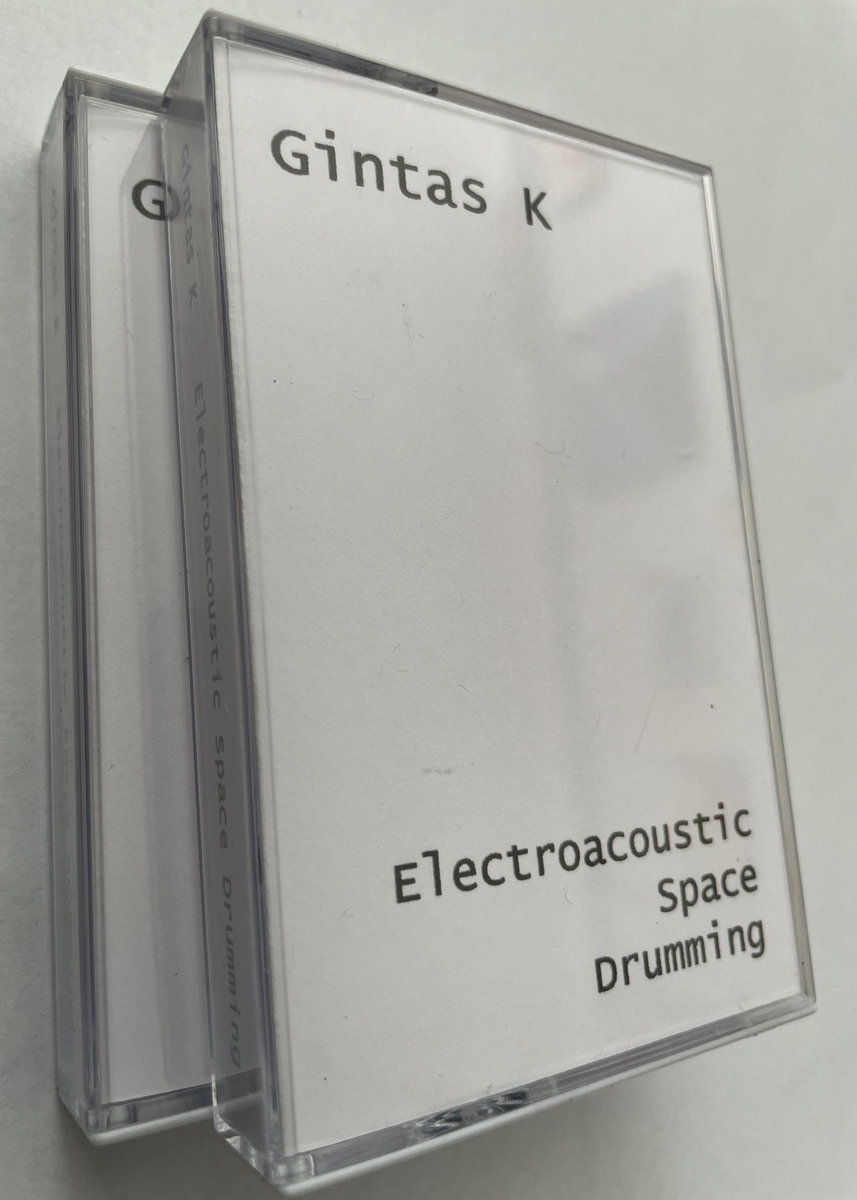 Gintas K
Electroacoustic
Space
Drumming
Gintas K Electroacoustic Space Drumming
G